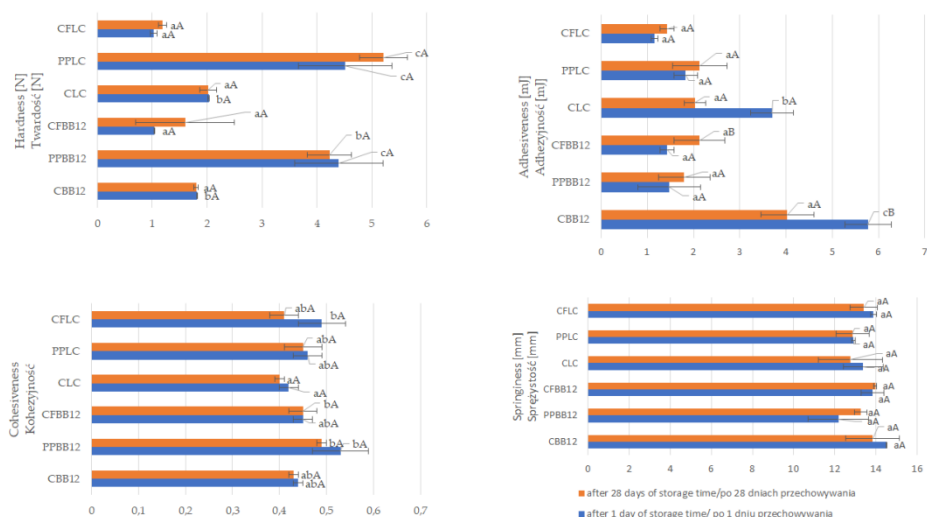 Hardness [N]
Twardość [N]
CFLC
aA
aA
PPLC
cA
cA
CLC
aA
bA
CFBB12
aA
aA
PPBB12
bA
cA
CBB12
aA
bA
0 1 2 3 4 5 6
Adhesiveness [mJ]
Adhezyjność [mJ]
CFLC
aA
aA
PPLC
aA
aA
CLC
aA
bA
CFBB12
aB
aA
PPBB12
aA
aA
CBB12
aA
cB
0 1 2 3 4 5 6 7
Cohesiveness
Kohezyjność
CFLC
abA
bA
PPLC
abA
abA
CLC
aA
aA
CFBB12
bA
abA
PPBB12
bA
bA
CBB12
abA
abA
0 0,1 0,2 0,3 0,4 0,5 0,6 0,7
Springiness [mm]
Sprężystość [mm]
CFLC
aA
aA
PPLC
aA
aA
CLC
aA
aA
CFBB12
aA
aA
PPBB12
aA
aA
CBB12
aA
aA
0 2 4 6 8 10 12 14 16
after 28 days of storage time/po 28 dniach przechowywania
after 1 day of storage time/ po 1 dniu przechowywania